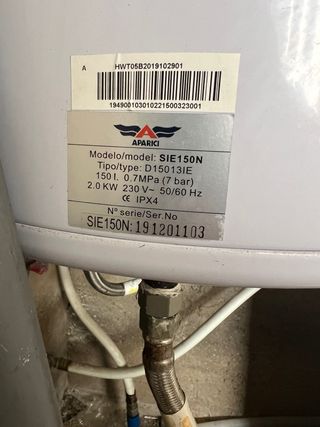 A HWT05B2019102901
194900103010221500323001
APARICI
Modelo/model: SIE150N
Tipo/type: D15013IE
150 l. 0.7MPa (7 bar)
2.0 KW 230 V~ 50/60 Hz
CE IPX4
Nº serie/Ser.No
SIE150N: 191201103